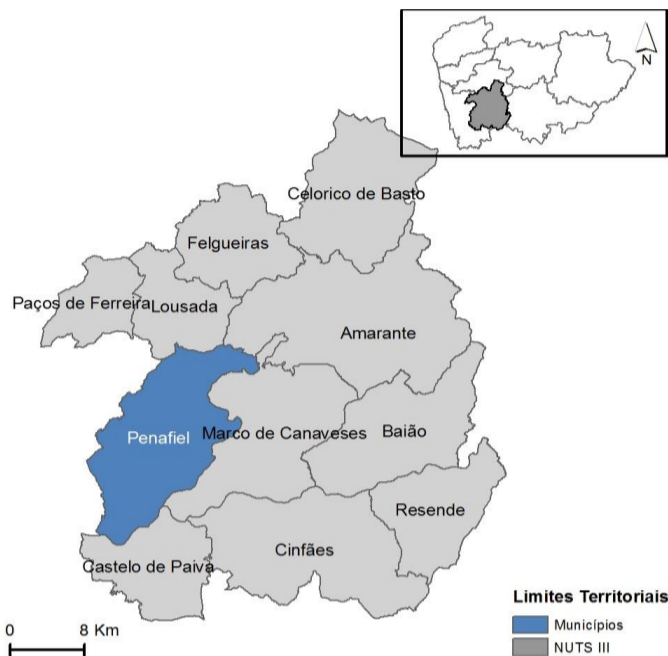 N
Celorico de Basto
Felgueiras
Paços de Ferreira
Lousada
Amarante
Penafiel
Marco de Canaveses
Baião
Resende
Cinfães
Castelo de Paiva
Limites Territoriais
0 8 Km
Municípios
NUTS III